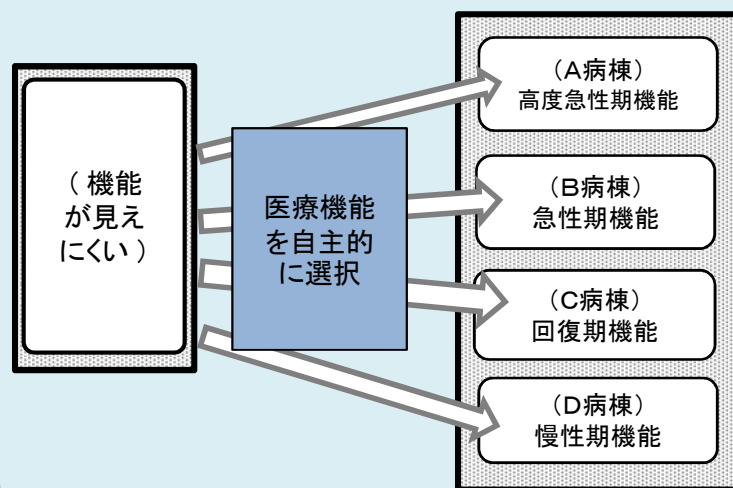 （機能
が見え
にくい）
医療機能
を自主的
に選択
（A病棟）
高度急性期機能
（B病棟）
急性期機能
（C病棟）
回復期機能
（D病棟）
慢性期機能